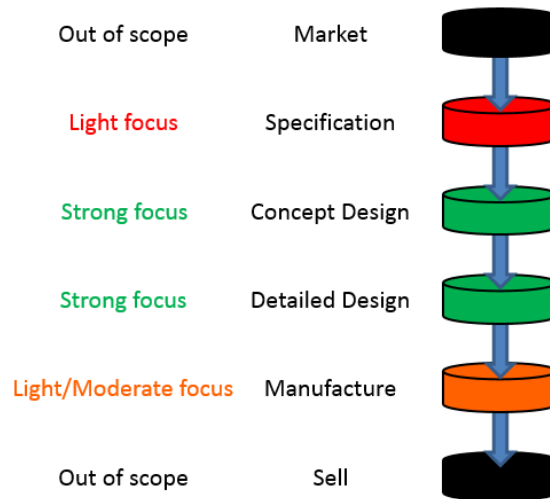 Out of scope Market
Light focus Specification
Strong focus Concept Design
Strong focus Detailed Design
Light/Moderate focus Manufacture
Out of scope Sell